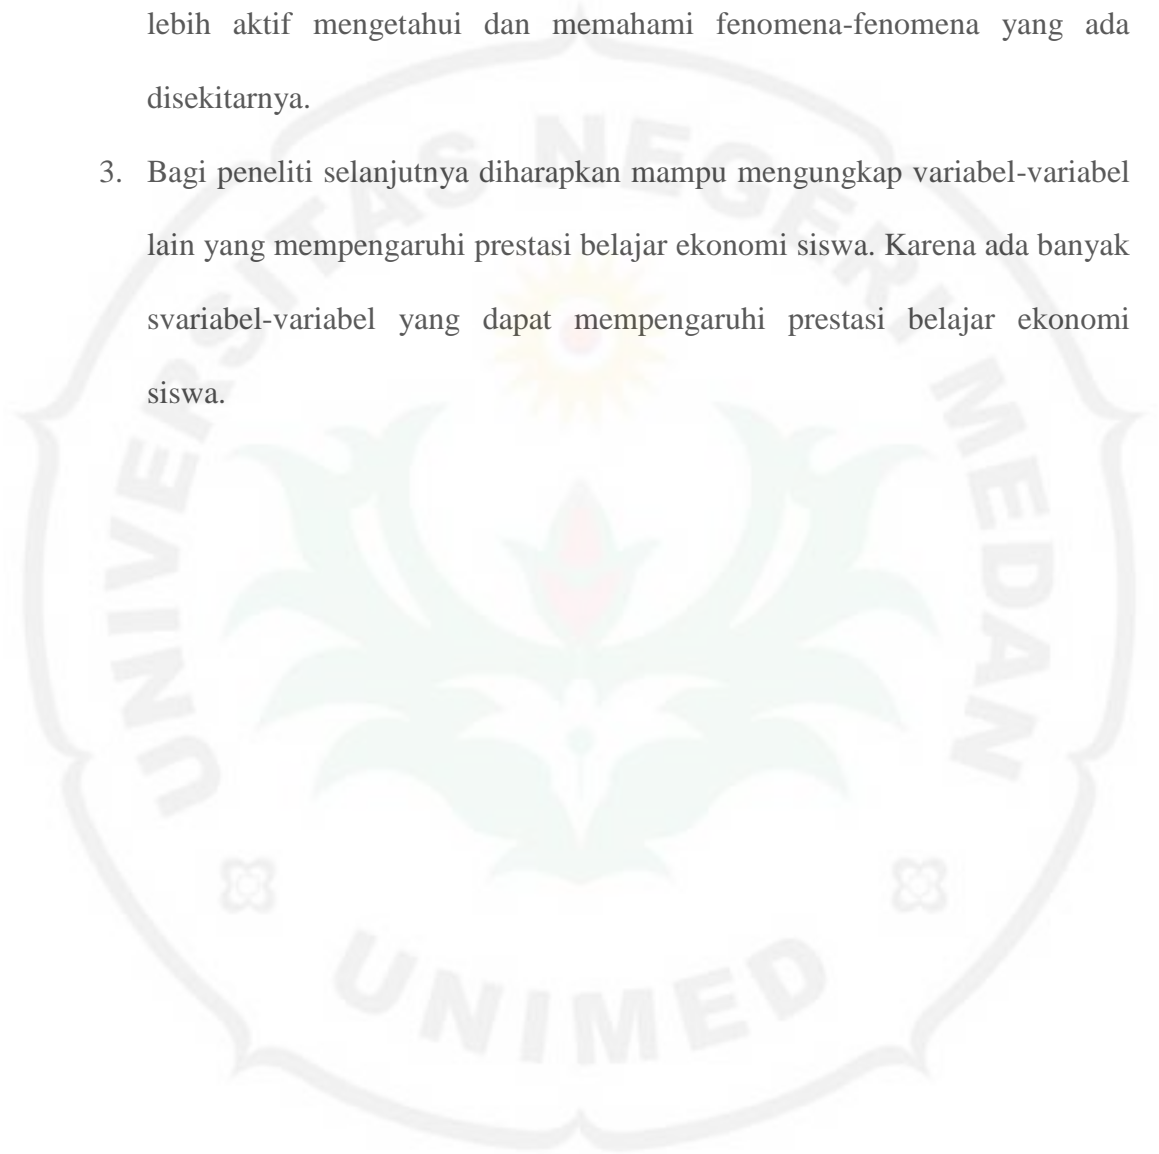 lebih aktif mengetahui dan memahami fenomena-fenomena yang ada
disekitarnya.
3. Bagi peneliti selanjutnya diharapkan mampu mengungkap variabel-variabel
lain yang mempengaruhi prestasi belajar ekonomi siswa. Karena ada banyak
svariabel-variabel yang dapat mempengaruhi prestasi belajar ekonomi
siswa.
UNIVERSITAS NEGERI MEDAN
UNIMED